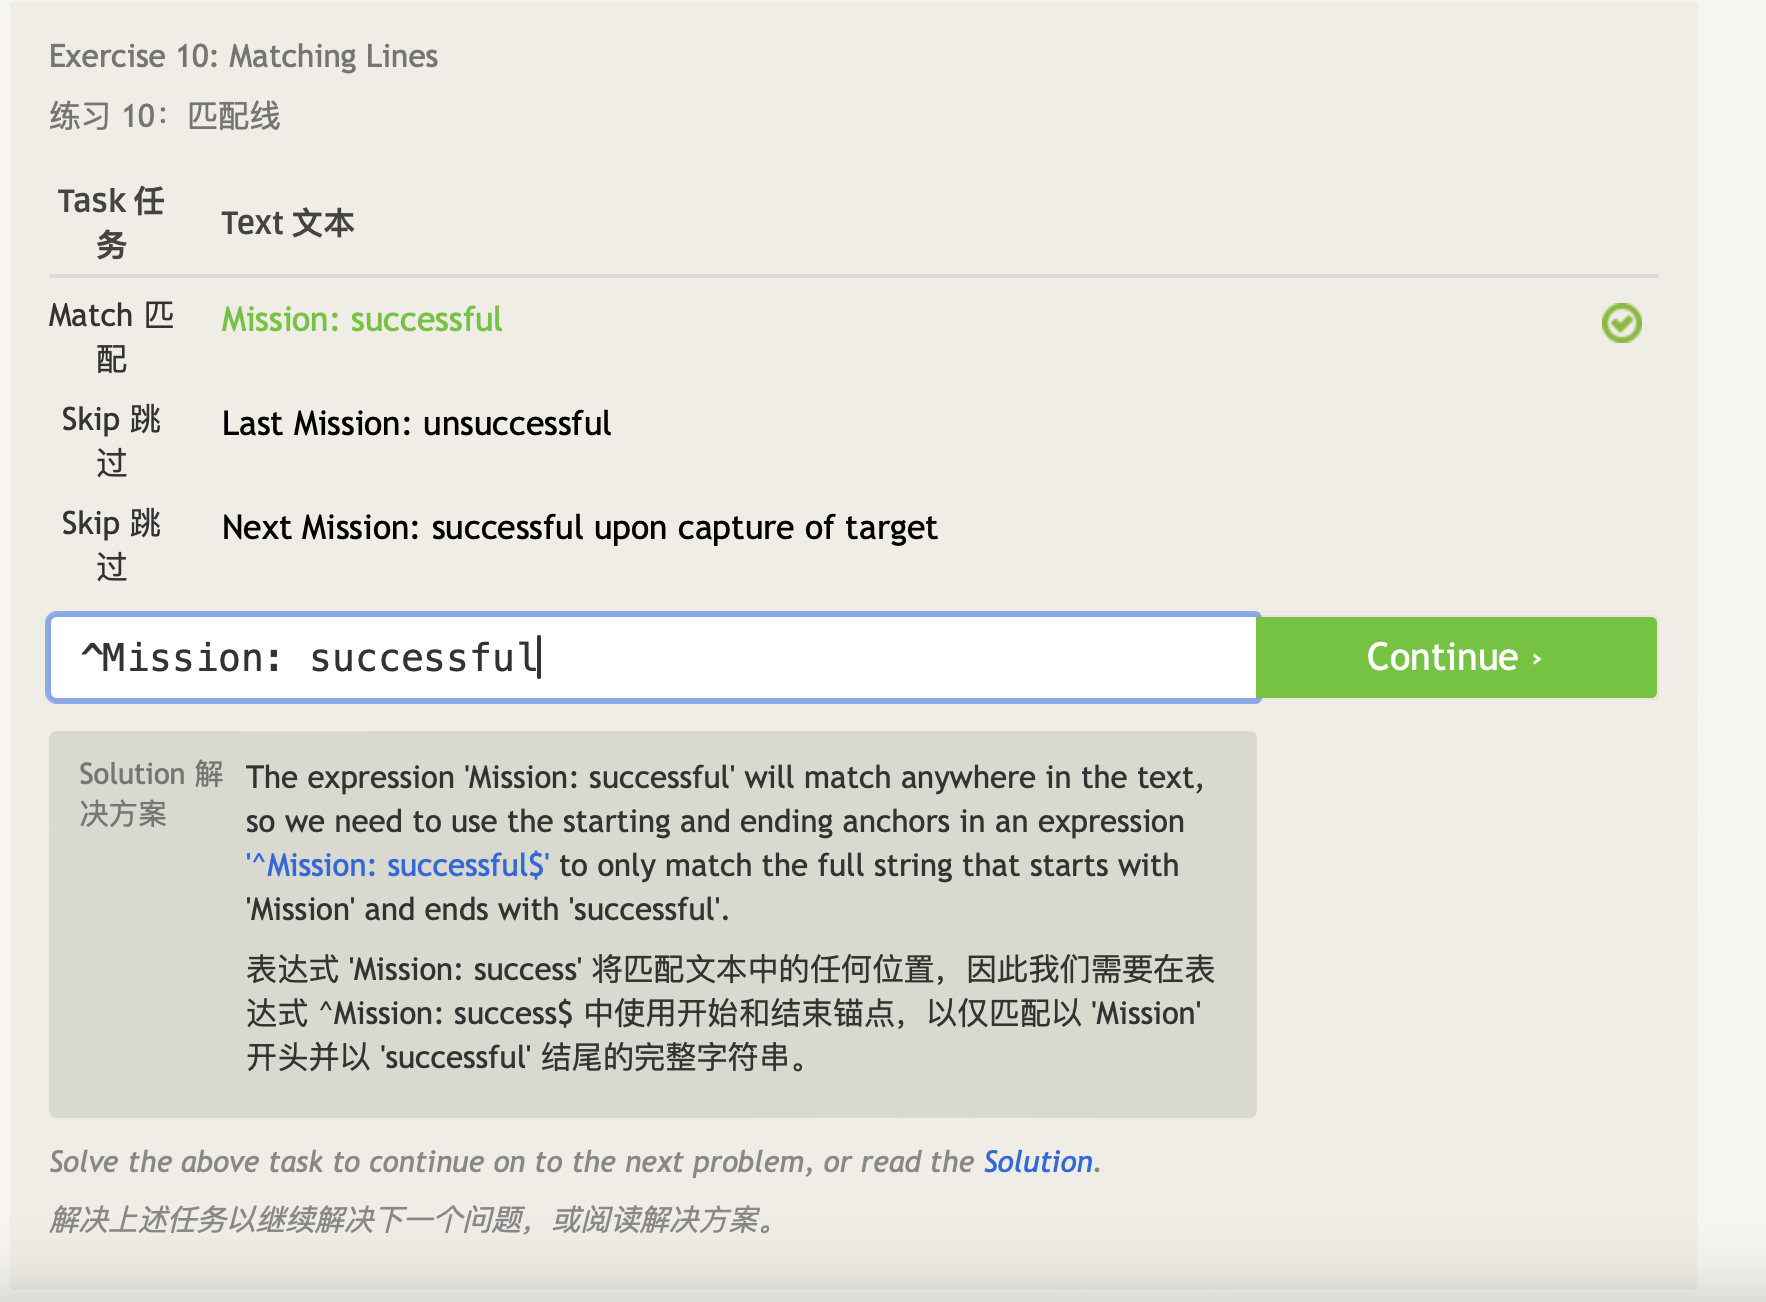 Exercise 10: Matching Lines
练习 10：匹配线
Task 任
务
Text 文本
Match 匹
配
Mission: successful
Skip 跳
过
Last Mission: unsuccessful
Skip 跳
过
Next Mission: successful upon capture of target
^Mission: successful
Continue ›
Solution 解
决方案
The expression 'Mission: successful' will match anywhere in the text,
so we need to use the starting and ending anchors in an expression
'^Mission: successful$' to only match the full string that starts with
'Mission' and ends with 'successful'.
表达式 'Mission: success' 将匹配文本中的任何位置，因此我们需要在表
达式 ^Mission: success$ 中使用开始和结束锚点，以仅匹配以 'Mission'
开头并以 'successful' 结尾的完整字符串。
Solve the above task to continue on to the next problem, or read the Solution.
解决上述任务以继续解决下一个问题，或阅读解决方案。